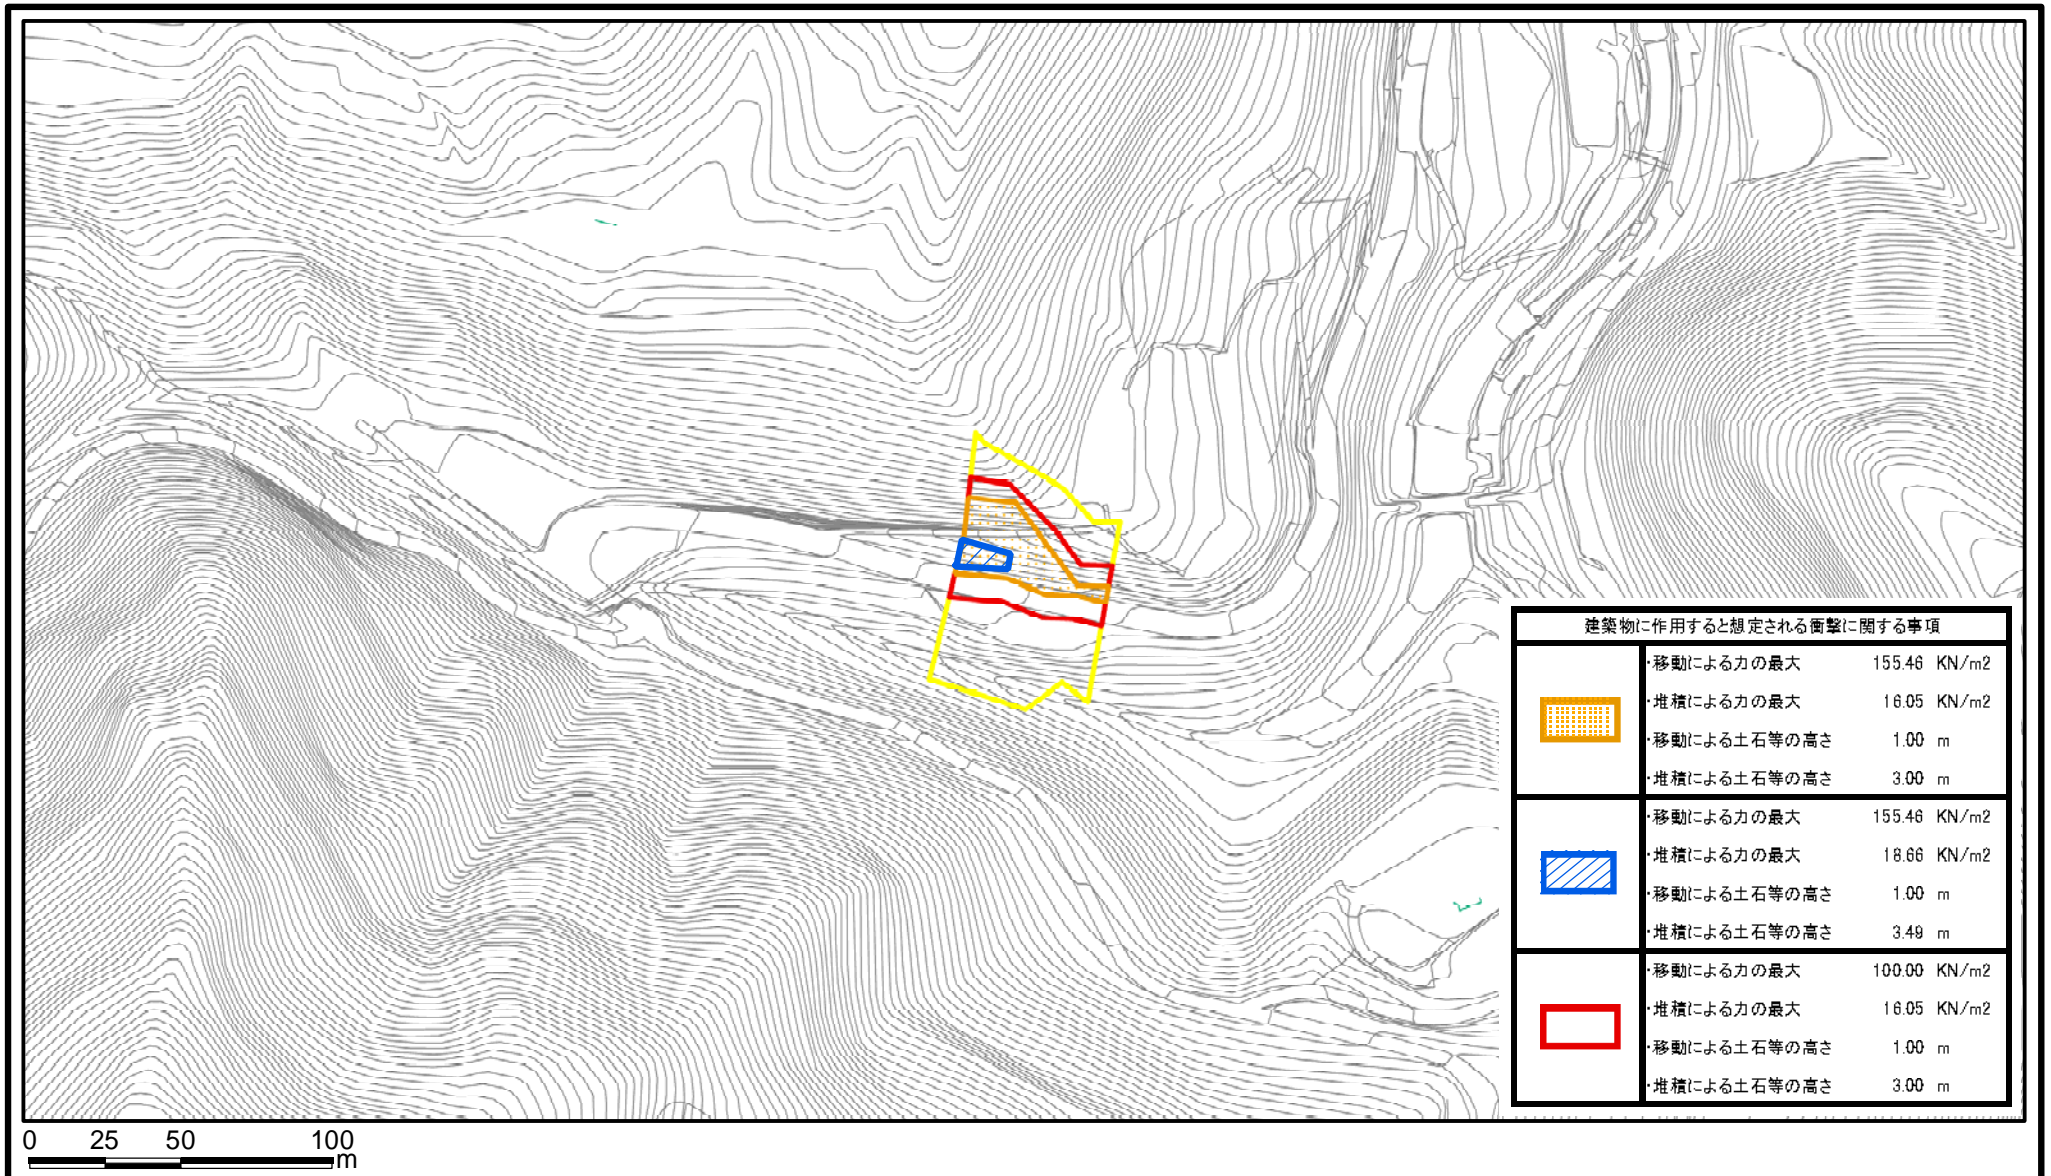 建築物に作用すると想定される衝撃に関する事項
・移動による力の最大 155.46 KN/m2
・堆積による力の最大 16.05 KN/m2
・移動による土石等の高さ 1.00 m
・堆積による土石等の高さ 3.00 m
・移動による力の最大 155.46 KN/m2
・堆積による力の最大 18.66 KN/m2
・移動による土石等の高さ 1.00 m
・堆積による土石等の高さ 3.49 m
・移動による力の最大 100.00 KN/m2
・堆積による力の最大 16.05 KN/m2
・移動による土石等の高さ 1.00 m
・堆積による土石等の高さ 3.00 m
0 25 50 100
m